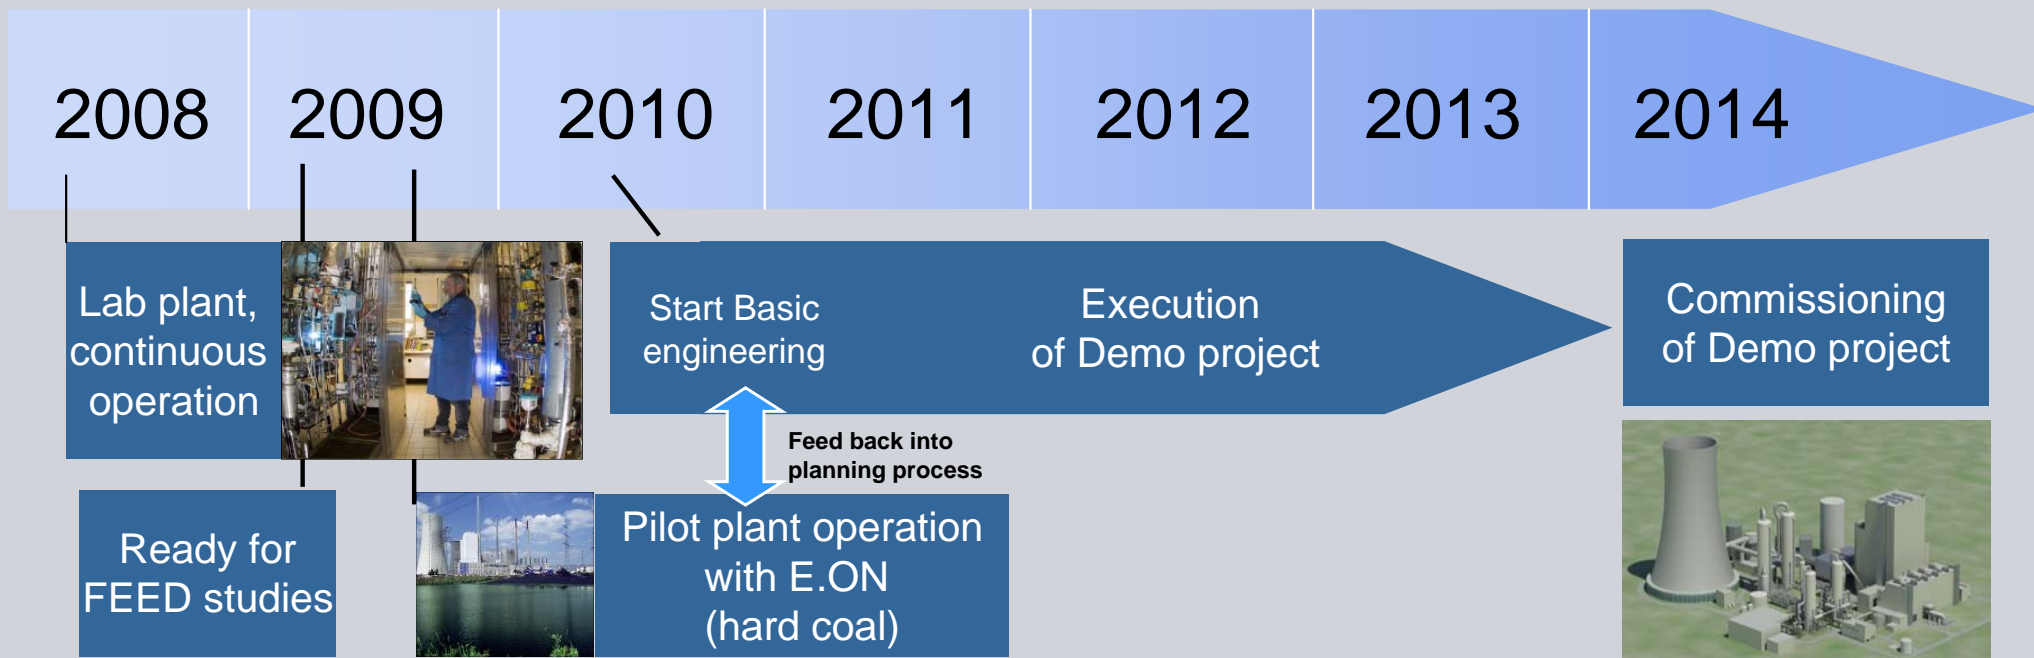 2008 2009 2010 2011 2012 2013 2014
Lab plant,
continuous
operation
Start Basic
engineering
Execution
of Demo project
Commissioning
of Demo project
Feed back into
planning process
Ready for
FEED studies
Pilot plant operation
with E.ON
(hard coal)